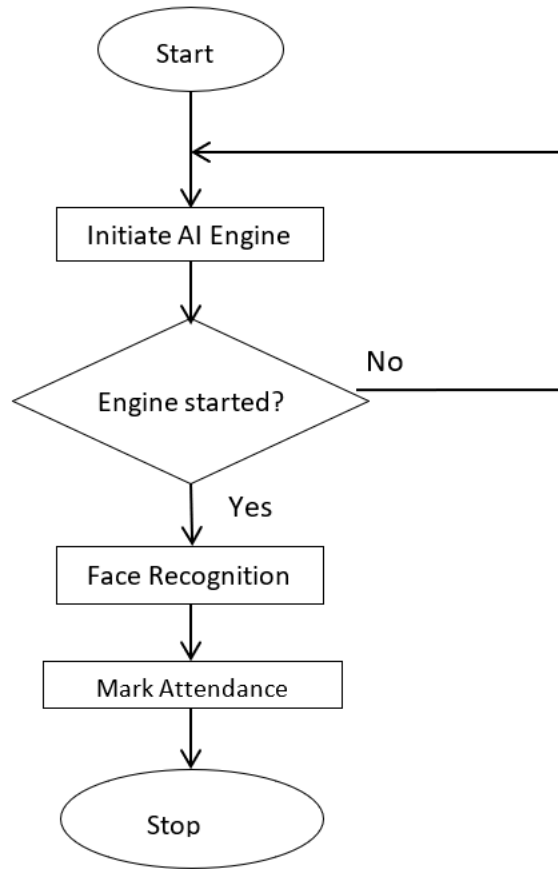 Start
Initiate AI Engine
Engine started?
No
Yes
Face Recognition
Mark Attendance
Stop